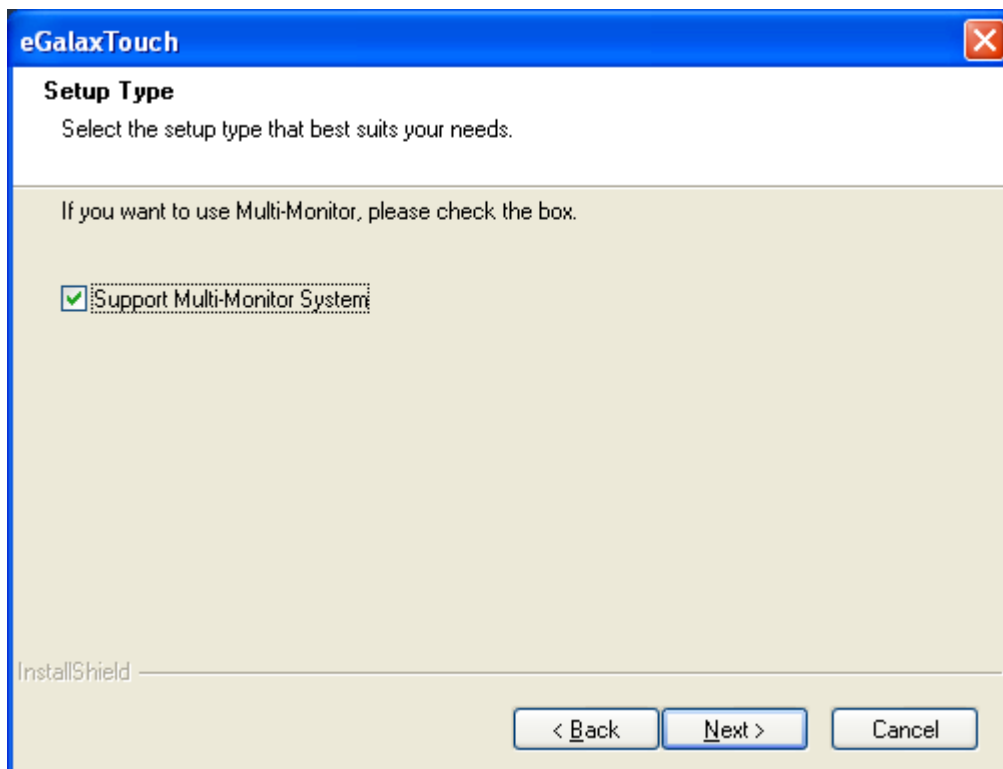 eGalaxTouch
Setup Type
Select the setup type that best suits your needs.
If you want to use Multi-Monitor, please check the box.
Support Multi-Monitor System
InstallShield
< Back Next > Cancel